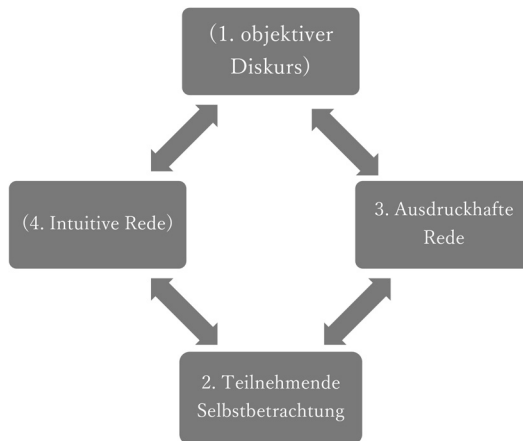 (1. objektiver
Diskurs)
(4. Intuitive Rede)
3. Ausdruckhafte
Rede
2. Teilnehmende
Selbstbetrachtung